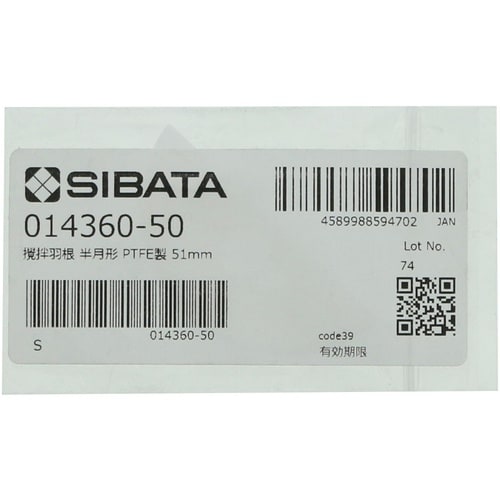 SIBATA
014360-50
攪拌羽根 半月形 PTFE製 51mm
4589988594702 JAN
Lot No.
74
014360-50
S
code39
有効期限